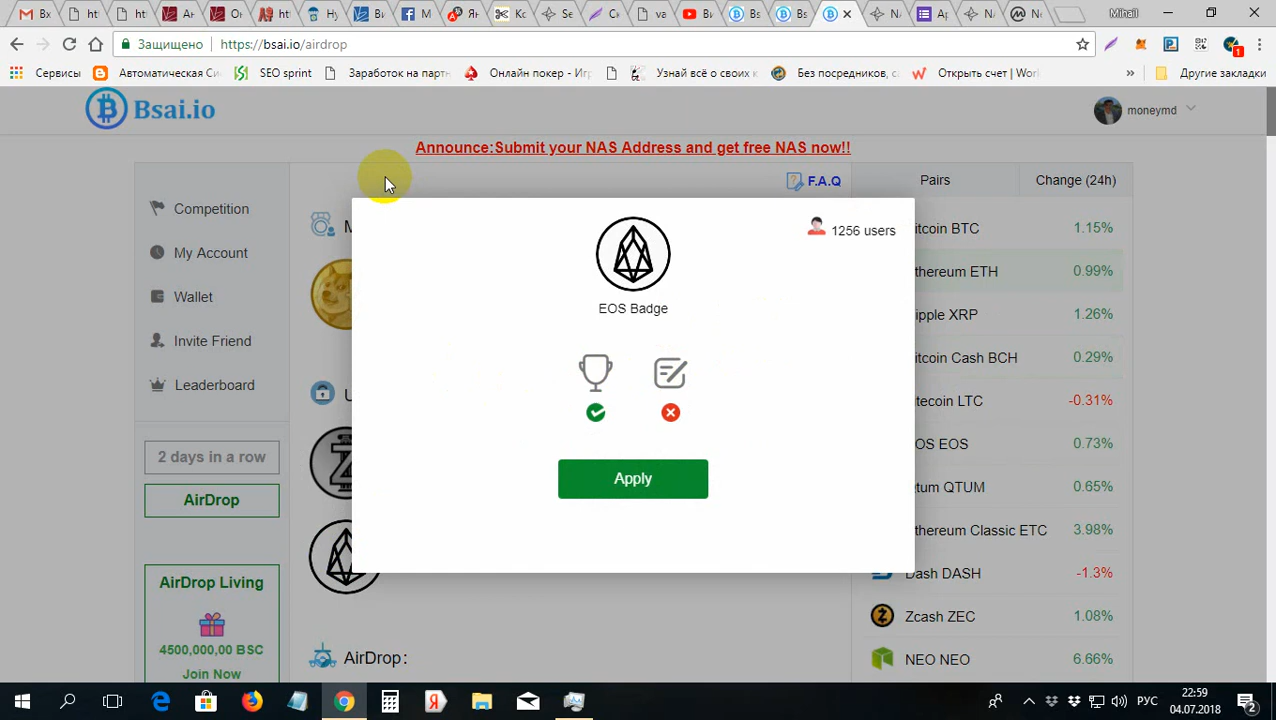 Mihail
Защищено
https://bsai.io/airdrop
Сервисы
Автоматическая Си
SEO sprint
Заработок на партн
Онлайн покер - Игр
Узнай всё о своих к
Без посредников, с
Открыть счет | Worl
»
Другие закладки
Bsai.io
moneymd
Announce:Submit your NAS Address and get free NAS now!!
F.A.Q
Pairs
Change (24h)
Competition
My Account
Wallet
Invite Friend
Leaderboard
2 days in a row
AirDrop
AirDrop Living
4500,000,00 BSC
Join Now
1256 users
EOS Badge
Apply
AirDrop:
itcoin BTC
1.15%
thereum ETH
0.99%
ipple XRP
1.26%
itcoin Cash BCH
0.29%
itecoin LTC
-0.31%
OS EOS
0.73%
tum QTUM
0.65%
thereum Classic ETC
3.98%
Dash DASH
-1.3%
Zcash ZEC
1.08%
NEO NEO
6.66%
РУС
22:59
04.07.2018